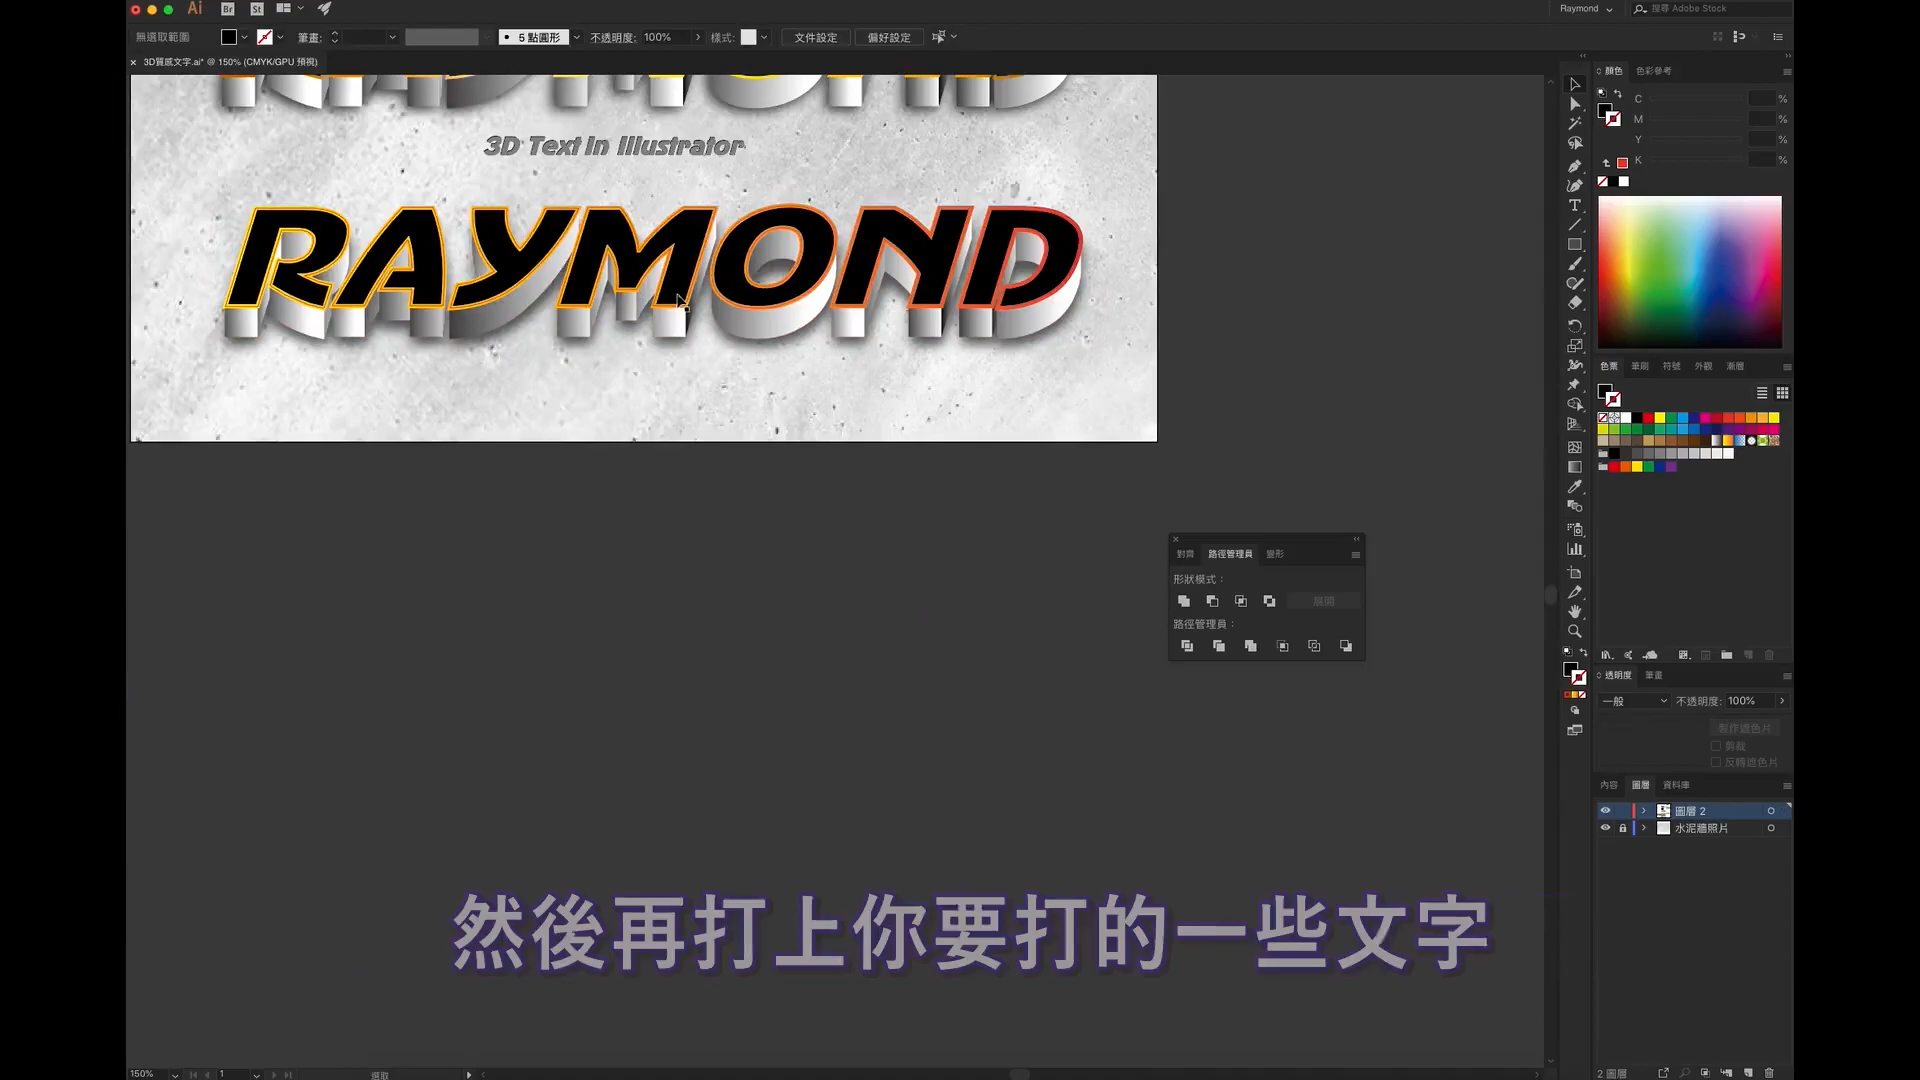 Ai Br St Raymond 搜尋 Adobe Stock
無選取範圍 筆畫: 5 點圓形 不透明度: 100% 樣式: 文件設定 偏好設定
× 3D質感文字.ai* @ 150% (CMYK/GPU 預視)
顏色 色彩參考
C %
M %
Y %
K %
3D Text in Illustrator
RAYMOND
色票 筆刷 符號 外觀 漸層
對齊 路徑管理員 變形
形狀模式：
展開
路徑管理員：
透明度 筆畫
一般 不透明度: 100%
製作遮色片
剪裁
反轉遮色片
內容 圖層 資料庫
圖層 2
水泥牆照片
然後再打上你要打的一些文字
150% 1 選取
2 圖層